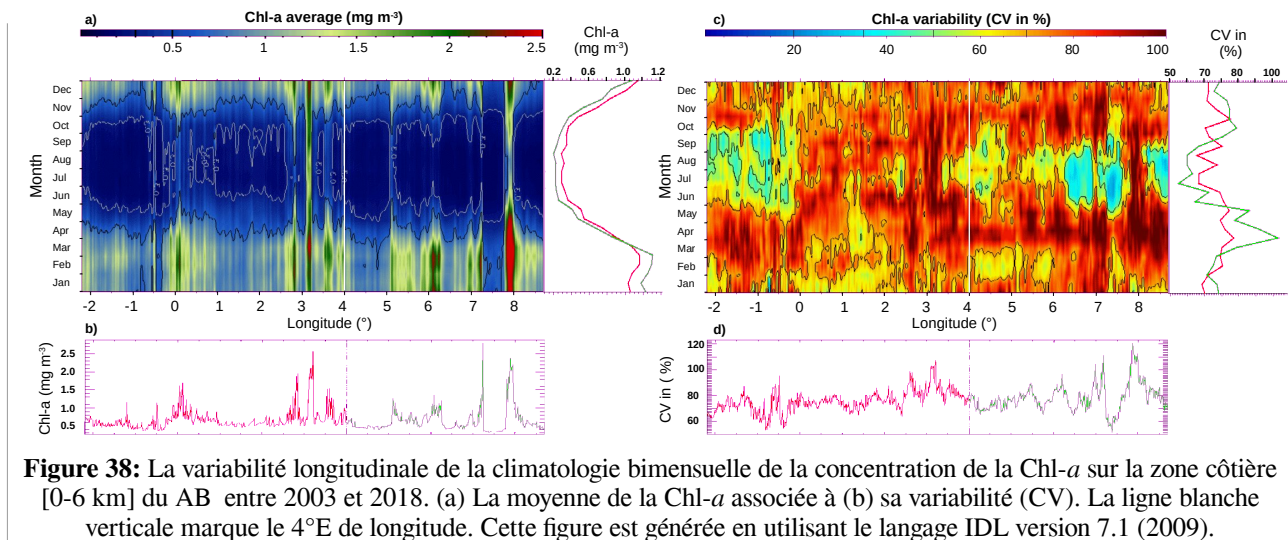 a) Chl-a average (mg m-3)
0.5 1 1.5 2 2.5
Chl-a
(mg m-3)
0.2 0.6 1.0 1.2
Month
Dec
Nov
Oct
Sep
Aug
Jul
Jun
May
Apr
Mar
Feb
Jan
-2 -1 0 1 2 3 4 5 6 7 8
Longitude (°)
c) Chl-a variability (CV in %)
20 40 60 80 100
CV in
(%)
50 60 70 80 100
Month
Dec
Nov
Oct
Sep
Aug
Jul
Jun
May
Apr
Mar
Feb
Jan
-2 -1 0 1 2 3 4 5 6 7 8
Longitude (°)
b)
Chl-a (mg m-3)
2.5
2.0
1.5
1.0
0.5
d)
CV in ( %)
120
100
80
60
Figure 38: La variabilité longitudinale de la climatologie bimensuelle de la concentration de la Chl-a sur la zone côtière
[0-6 km] du AB entre 2003 et 2018. (a) La moyenne de la Chl-a associée à (b) sa variabilité (CV). La ligne blanche
verticale marque le 4°E de longitude. Cette figure est générée en utilisant le langage IDL version 7.1 (2009).